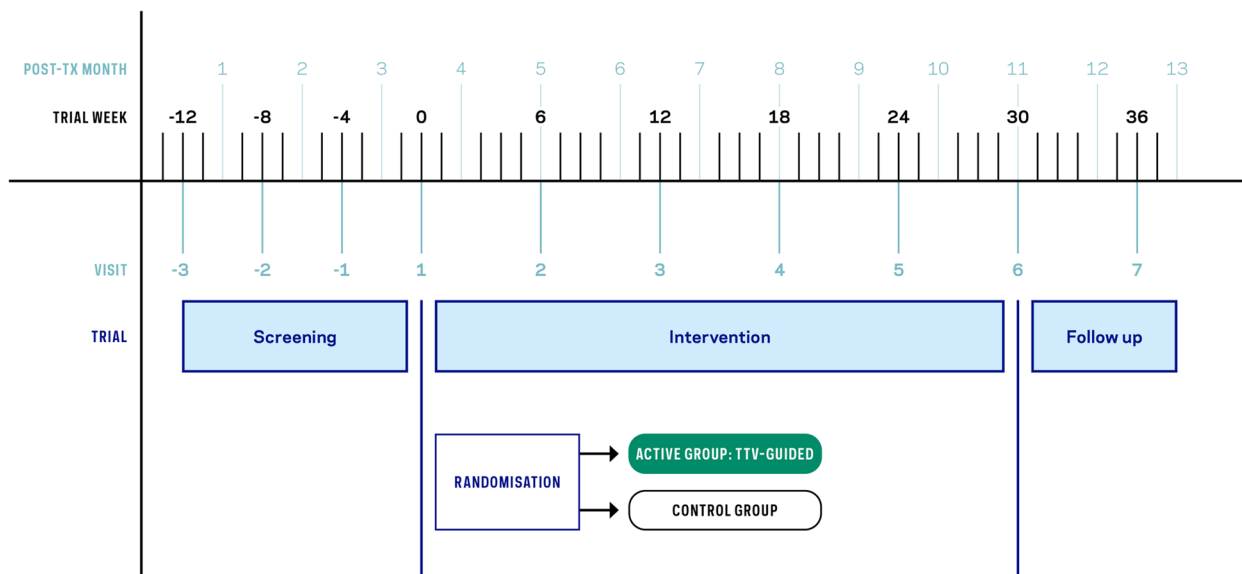 POST-TX MONTH 1 2 3 4 5 6 7 8 9 10 11 12 13
TRIAL WEEK -12 -8 -4 0 6 12 18 24 30 36
VISIT -3 -2 -1 1 2 3 4 5 6 7
TRIAL Screening Intervention Follow up
ACTIVE GROUP: TTV-GUIDED
RANDOMISATION
CONTROL GROUP